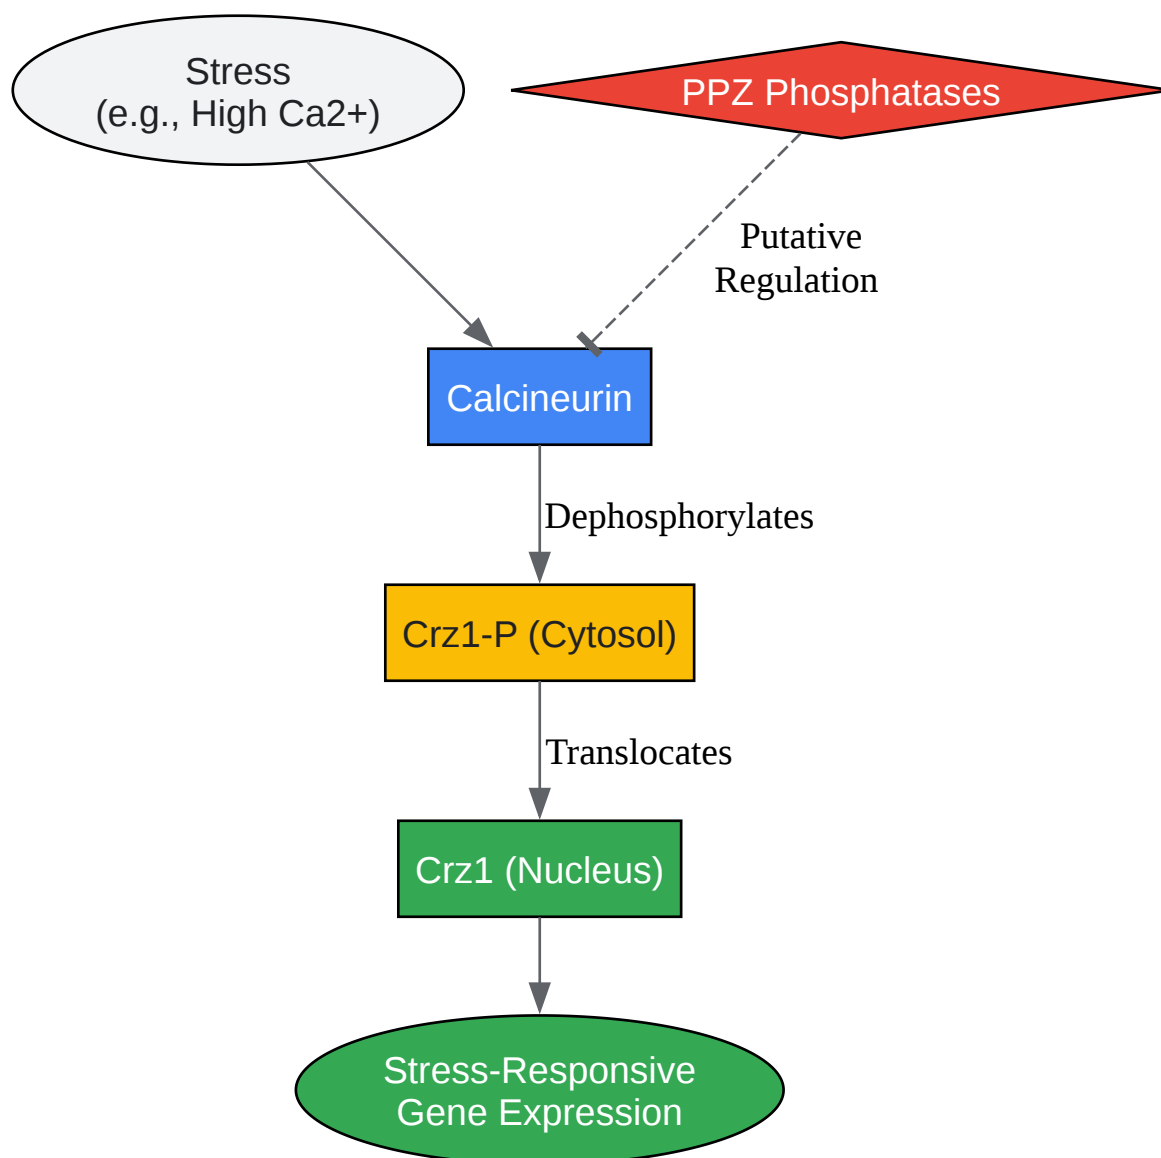 Stress
(e.g., High Ca2+)
PPZ Phosphatases
Putative
Regulation
Calcineurin
Dephosphorylates
Crz1-P (Cytosol)
Translocates
Crz1 (Nucleus)
Stress-Responsive
Gene Expression